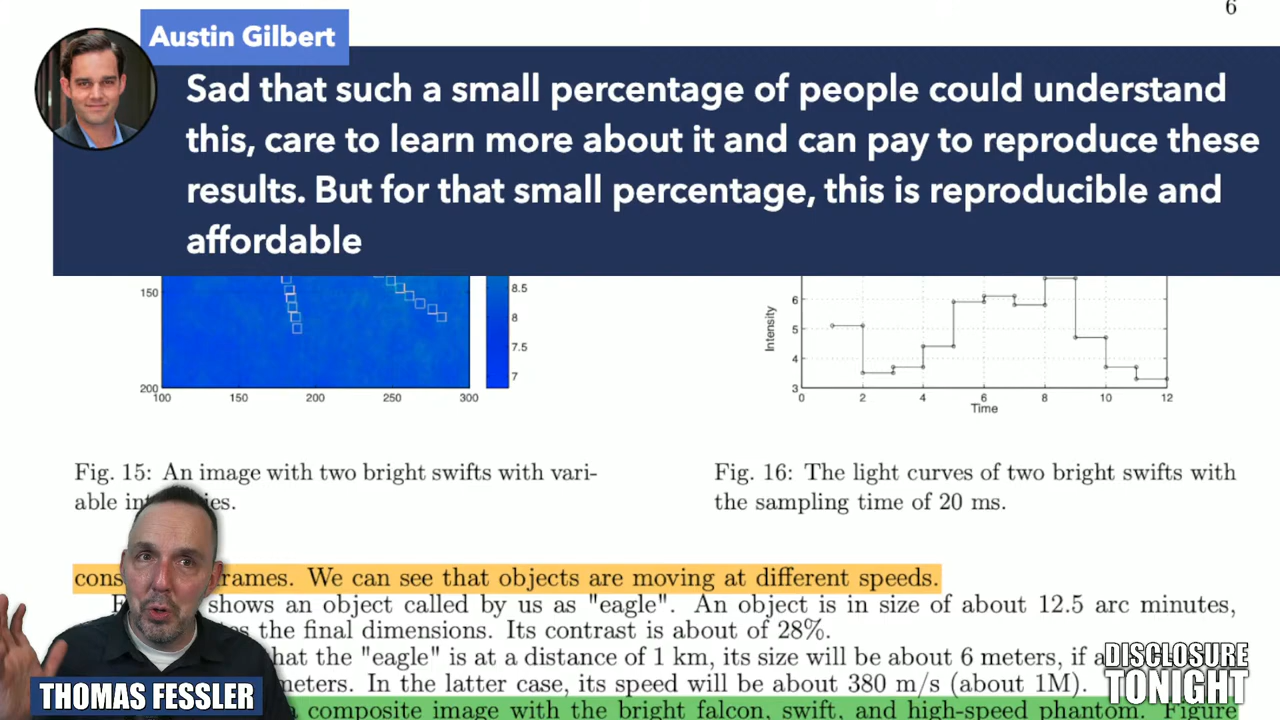 6
Austin Gilbert
Sad that such a small percentage of people could understand
this, care to learn more about it and can pay to reproduce these
results. But for that small percentage, this is reproducible and
affordable
150
200
100
150
200
250
300
8.5
8
7.5
7
Intensity
6
5
4
3
0
2
4
6
8
10
12
Time
Fig. 15: An image with two bright swifts with vari-
able
Fig. 16: The light curves of two bright swifts with
the sampling time of 20 ms.
frames. We can see that objects are moving at different speeds.
shows an object called by us as "eagle". An object is in size of about 12.5 arc minutes,
the final dimensions. Its contrast is about of 28%.
the "eagle" is at a distance of 1 km, its size will be about 6 meters, if
In the latter case, its speed will be about 380 m/s (about 1M).
composite image with the bright falcon, swift, and high-speed phantom. Figure
THOMAS FESSLER
DISCLOSURE
TONIGHT